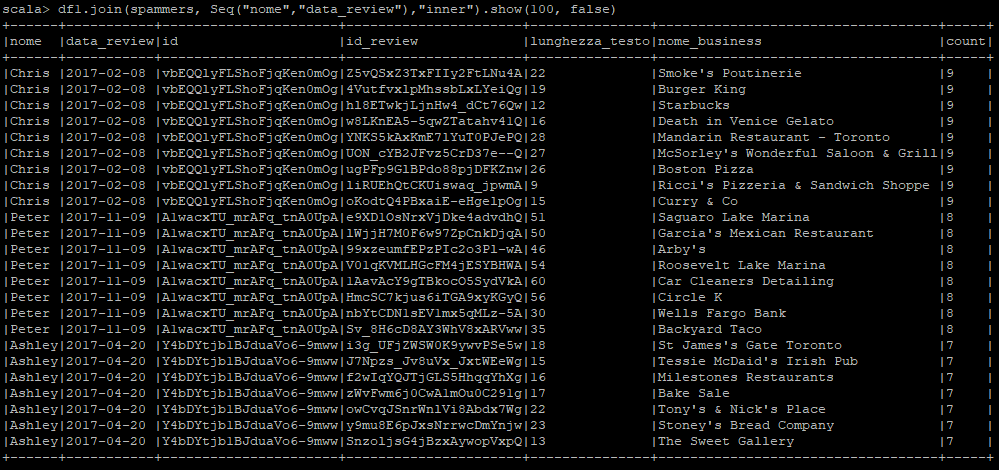 scala> df1.join(spammers, Seq("nome","data_review"),"inner").show(100, false)
+------+-----------+----------------------+----------------------+---------------+-----------------------------------+-----+
|nome  |data_review|id                    |id_review             |lunghezza_testo|nome_business                      |count|
+------+-----------+----------------------+----------------------+---------------+-----------------------------------+-----+
|Chris |2017-02-08 |vbEQQlyFLShoFjqKen0mOg|Z5vQSxZ3TxFIIy2FtLNu4A|22             |Smoke's Poutinerie                 |9    |
|Chris |2017-02-08 |vbEQQlyFLShoFjqKen0mOg|4VutfvxlpMhssbLxLYeiQg|19             |Burger King                        |9    |
|Chris |2017-02-08 |vbEQQlyFLShoFjqKen0mOg|hl8ETwkjLjnHw4_dCt76Qw|12             |Starbucks                          |9    |
|Chris |2017-02-08 |vbEQQlyFLShoFjqKen0mOg|w8LKnEA5-5qwZTatahv4lQ|16             |Death in Venice Gelato             |9    |
|Chris |2017-02-08 |vbEQQlyFLShoFjqKen0mOg|YNKS5kAxKmE7lYuT0PJePQ|28             |Mandarin Restaurant - Toronto      |9    |
|Chris |2017-02-08 |vbEQQlyFLShoFjqKen0mOg|UON_cYB2JFvz5CrD37e--Q|27             |McSorley's Wonderful Saloon & Grill|9    |
|Chris |2017-02-08 |vbEQQlyFLShoFjqKen0mOg|ugPFp9GlBPdo88pjDFKZnw|26             |Boston Pizza                       |9    |
|Chris |2017-02-08 |vbEQQlyFLShoFjqKen0mOg|liRUEhQtCKUiswaq_jpwmA|9              |Ricci's Pizzeria & Sandwich Shoppe |9    |
|Chris |2017-02-08 |vbEQQlyFLShoFjqKen0mOg|oKodtQ4PBxaiE-eHgelpOg|15             |Curry & Co                         |9    |
|Peter |2017-11-09 |AlwacxTU_mrAFq_tnA0UpA|e9XDlOsNrxVjDke4advdhQ|51             |Saguaro Lake Marina                |8    |
|Peter |2017-11-09 |AlwacxTU_mrAFq_tnA0UpA|lWjjH7M0F6w97ZpCnkDjqA|50             |Garcia's Mexican Restaurant        |8    |
|Peter |2017-11-09 |AlwacxTU_mrAFq_tnA0UpA|99xzeumfEPzPIc2o3Pl-wA|46             |Arby's                             |8    |
|Peter |2017-11-09 |AlwacxTU_mrAFq_tnA0UpA|V0lqKVMLHGcFM4jESYBHWA|54             |Roosevelt Lake Marina              |8    |
|Peter |2017-11-09 |AlwacxTU_mrAFq_tnA0UpA|lAavAcY9gTBkocO5SydVkA|60             |Car Cleaners Detailing             |8    |
|Peter |2017-11-09 |AlwacxTU_mrAFq_tnA0UpA|HmcSC7kjus6iTGA9xyKGyQ|56             |Circle K                           |8    |
|Peter |2017-11-09 |AlwacxTU_mrAFq_tnA0UpA|nbYtCDNlsEVlmx5qMLz-5A|30             |Wells Fargo Bank                   |8    |
|Peter |2017-11-09 |AlwacxTU_mrAFq_tnA0UpA|Sv_8H6cD8AY3WhV8xARVww|35             |Backyard Taco                      |8    |
|Ashley|2017-04-20 |Y4bDYtjblBJduaVo6-9mww|i3g_UFjZWSW0K9ywvPSe5w|18             |St James's Gate Toronto            |7    |
|Ashley|2017-04-20 |Y4bDYtjblBJduaVo6-9mww|J7Npzs_Jv8uVx_JxtWEeWg|15             |Tessie McDaid's Irish Pub          |7    |
|Ashley|2017-04-20 |Y4bDYtjblBJduaVo6-9mww|f2wIqYQJTjGLS5HhqqYhXg|16             |Milestones Restaurants             |7    |
|Ashley|2017-04-20 |Y4bDYtjblBJduaVo6-9mww|zWvFwm6j0CwAlmOu0C29lg|17             |Bake Sale                          |7    |
|Ashley|2017-04-20 |Y4bDYtjblBJduaVo6-9mww|owCvqJSnrWnlVi8Abdx7Wg|22             |Tony's & Nick's Place              |7    |
|Ashley|2017-04-20 |Y4bDYtjblBJduaVo6-9mww|y9mu8E6pJxsNrrwcDmYnjw|23             |Stoney's Bread Company             |7    |
|Ashley|2017-04-20 |Y4bDYtjblBJduaVo6-9mww|SnzoljsG4jBzxAywopVxpQ|13             |The Sweet Gallery                  |7    |
+------+-----------+----------------------+----------------------+---------------+-----------------------------------+-----+